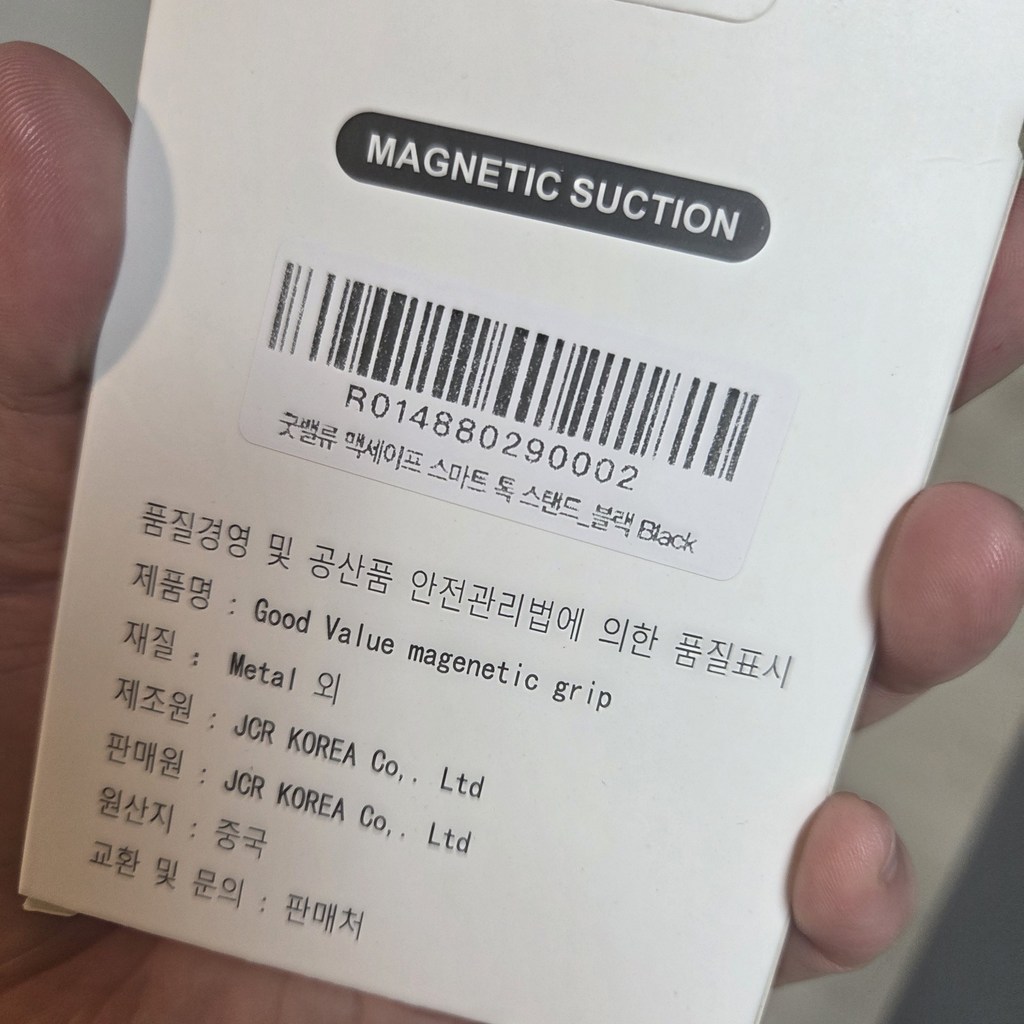 MAGNETIC SUCTION
R014880290002
굿밸류 맥세이프 스마트 톡 스탠드_블랙 Black
품질경영 및 공산품 안전관리법에 의한 품질표시
제품명 : Good Value magenetic grip
재질 : Metal 외
제조원 : JCR KOREA Co,. Ltd
판매원 : JCR KOREA Co,. Ltd
원산지 : 중국
교환 및 문의 : 판매처